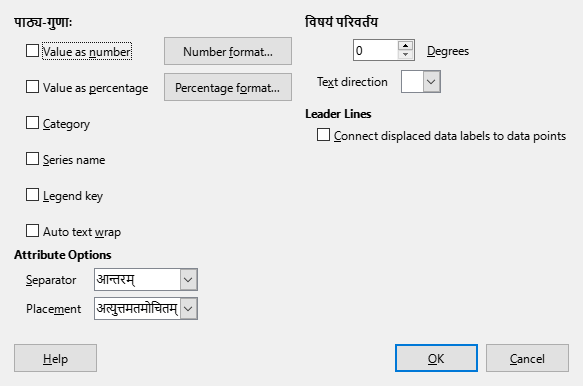 पाठ्य-गुणाः
Value as number
Number format...
Value as percentage
Percentage format...
Category
Series name
Legend key
Auto text wrap
Attribute Options
Separator
आन्तरम्
Placement
अत्युत्तमतमोचितम्
विषयं परिवर्तय
0
Degrees
Text direction
Leader Lines
Connect displaced data labels to data points
Help
OK
Cancel